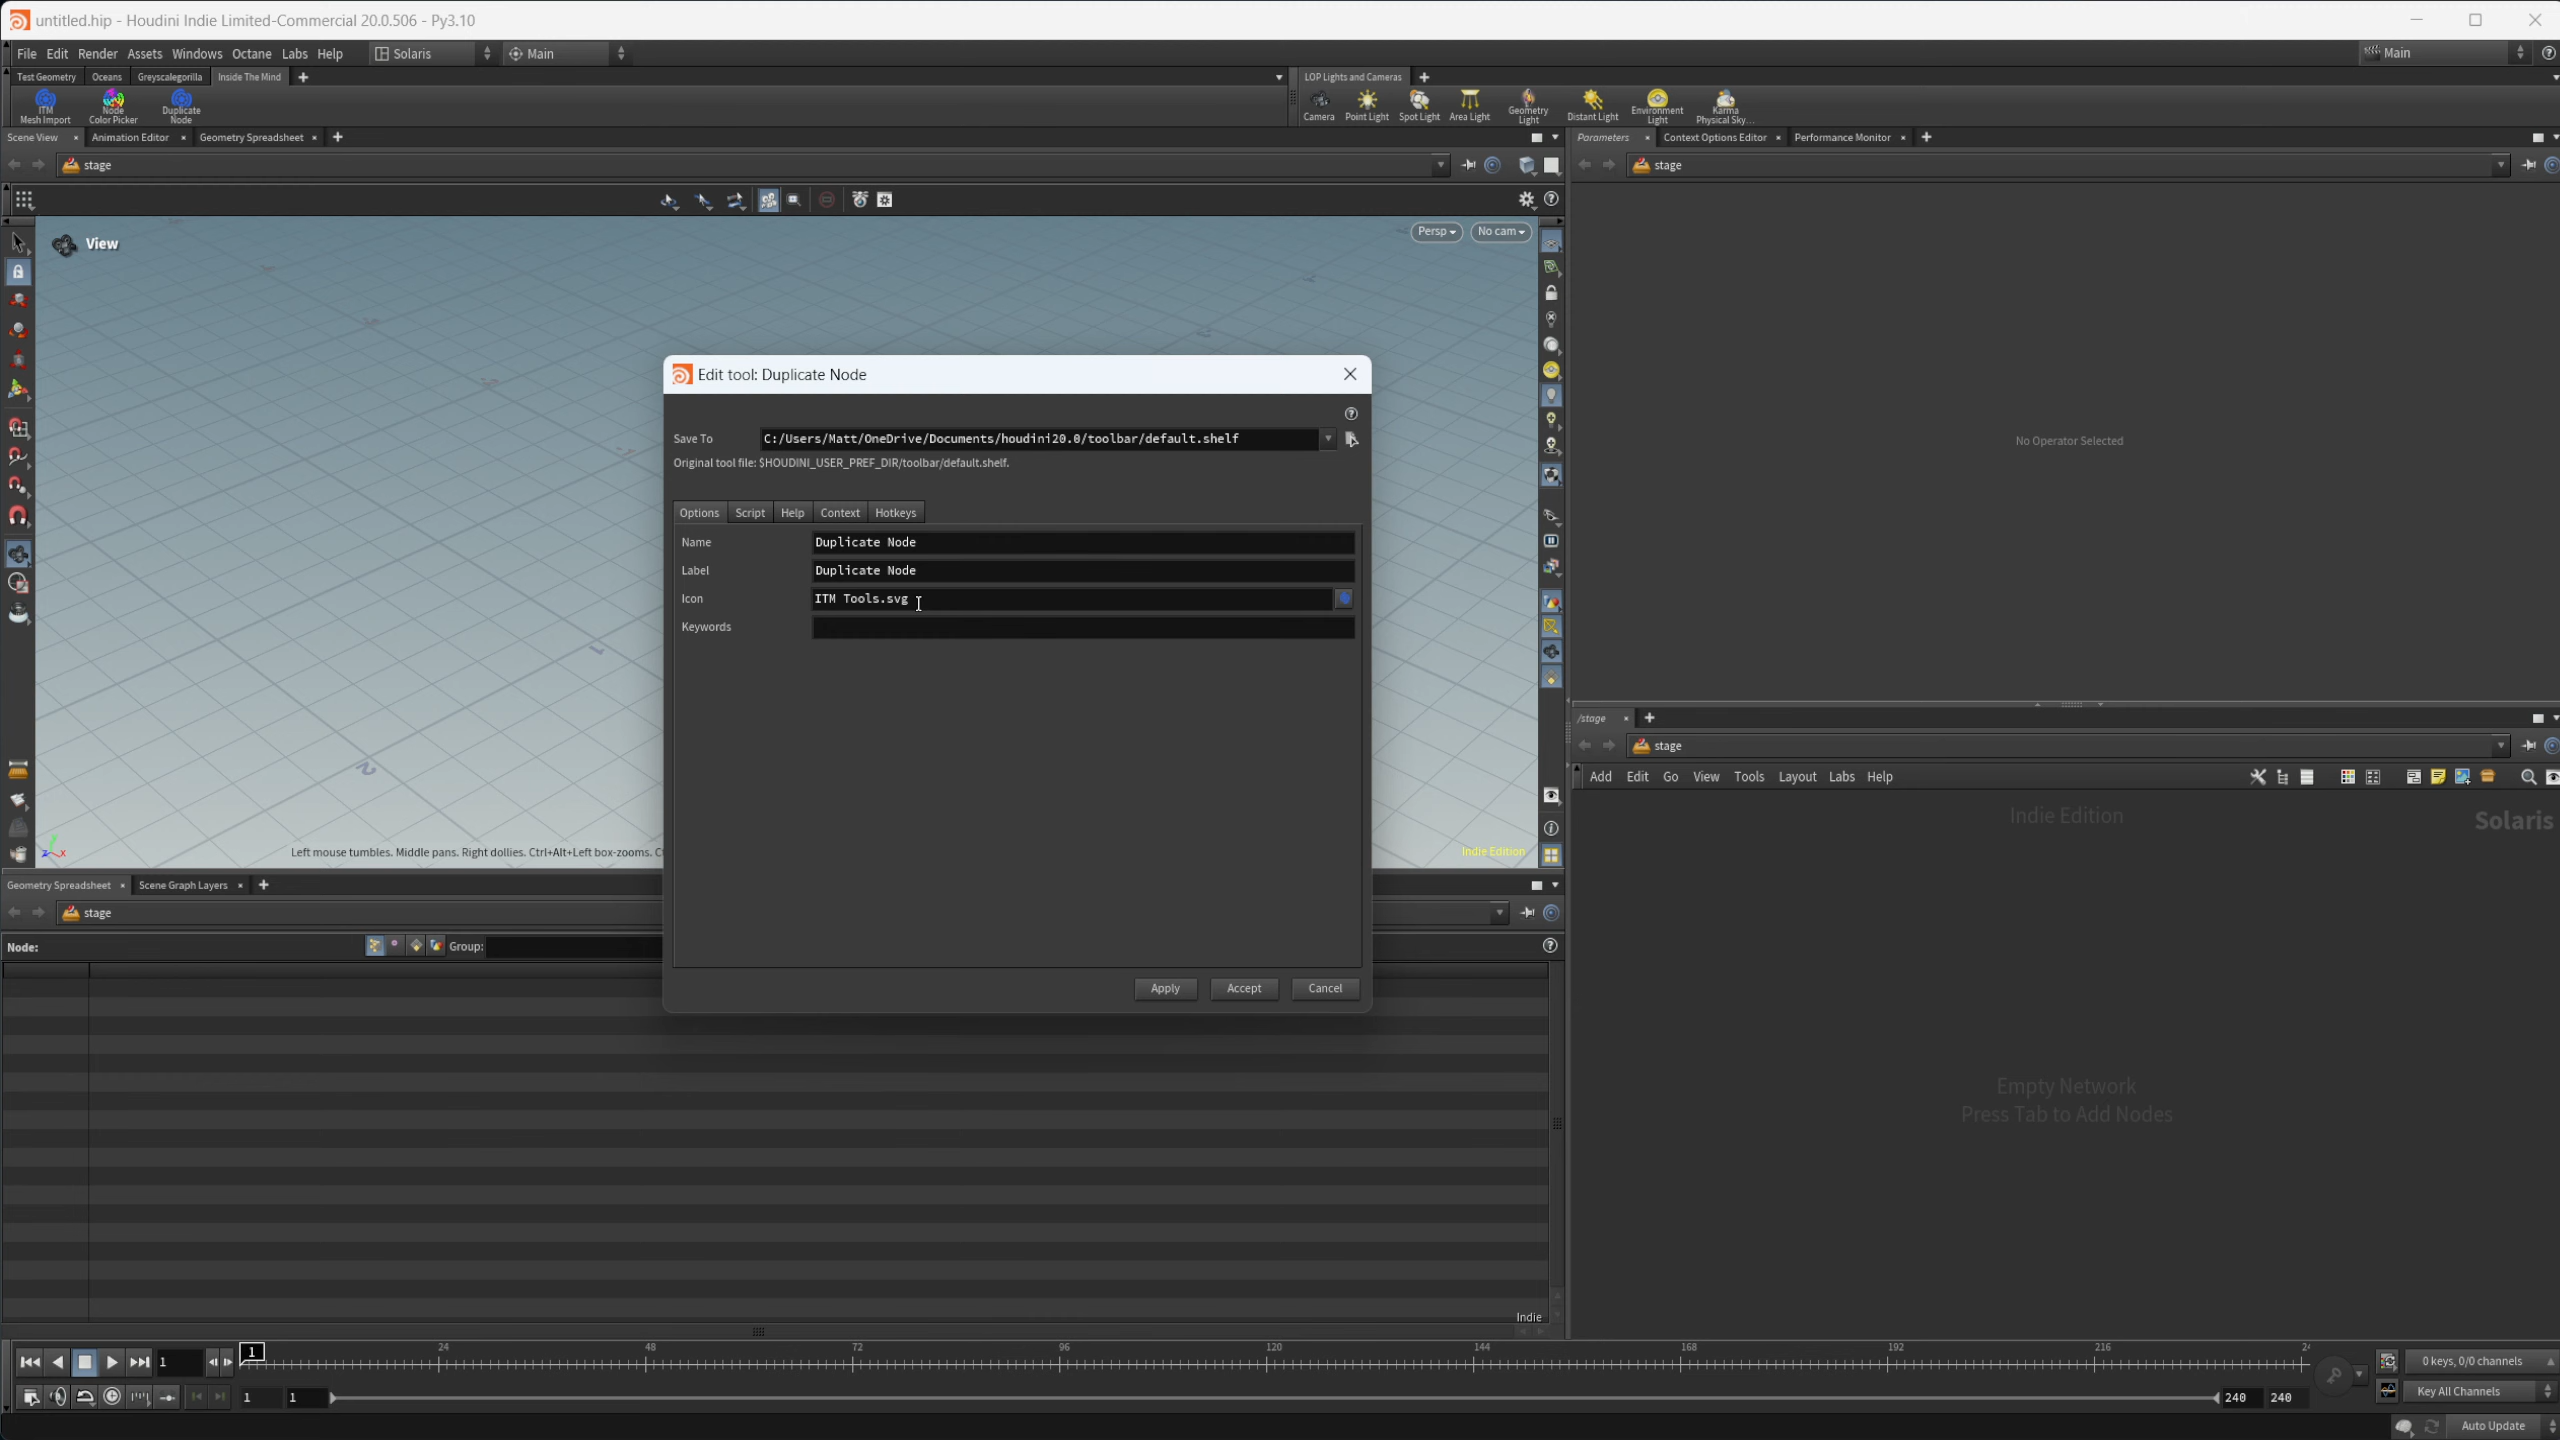 untitled.hip - Houdini Indie Limited-Commercial 20.0.506 - Py3.10
File Edit Render Assets Windows Octane Labs Help Solaris Main Main
Test Geometry Oceans Greyscalegorilla Inside The Mind
LOP Lights and Cameras
ITM Mesh Import
Node Color Picker
Duplicate Node
Camera
Point Light
Spot Light
Area Light
Geometry Light
Distant Light
Environment Light
Karma Physical Sky...
Scene View Animation Editor Geometry Spreadsheet
Parameters Context Options Editor Performance Monitor
stage
stage
View
Persp
No cam
Edit tool: Duplicate Node
Save To C:/Users/Matt/OneDrive/Documents/houdini20.0/toolbar/default.shelf
Original tool file: $HOUDINI_USER_PREF_DIR/toolbar/default.shelf.
Options Script Help Context Hotkeys
Name Duplicate Node
Label Duplicate Node
Icon ITM Tools.svg
Keywords
Apply Accept Cancel
No Operator Selected
2
Left mouse tumbles. Middle pans. Right dollies. Ctrl+Alt+Left box-zooms.
Indie Edition
/stage
stage
Add Edit Go View Tools Layout Labs Help
Indie Edition
Solaris
Empty Network
Press Tab to Add Nodes
Geometry Spreadsheet Scene Graph Layers
stage
Node: Group:
Indie
1 1 24 48 72 96 120 144 168 192 216
0 keys, 0/0 channels
1 1 240 240
Key All Channels
Auto Update